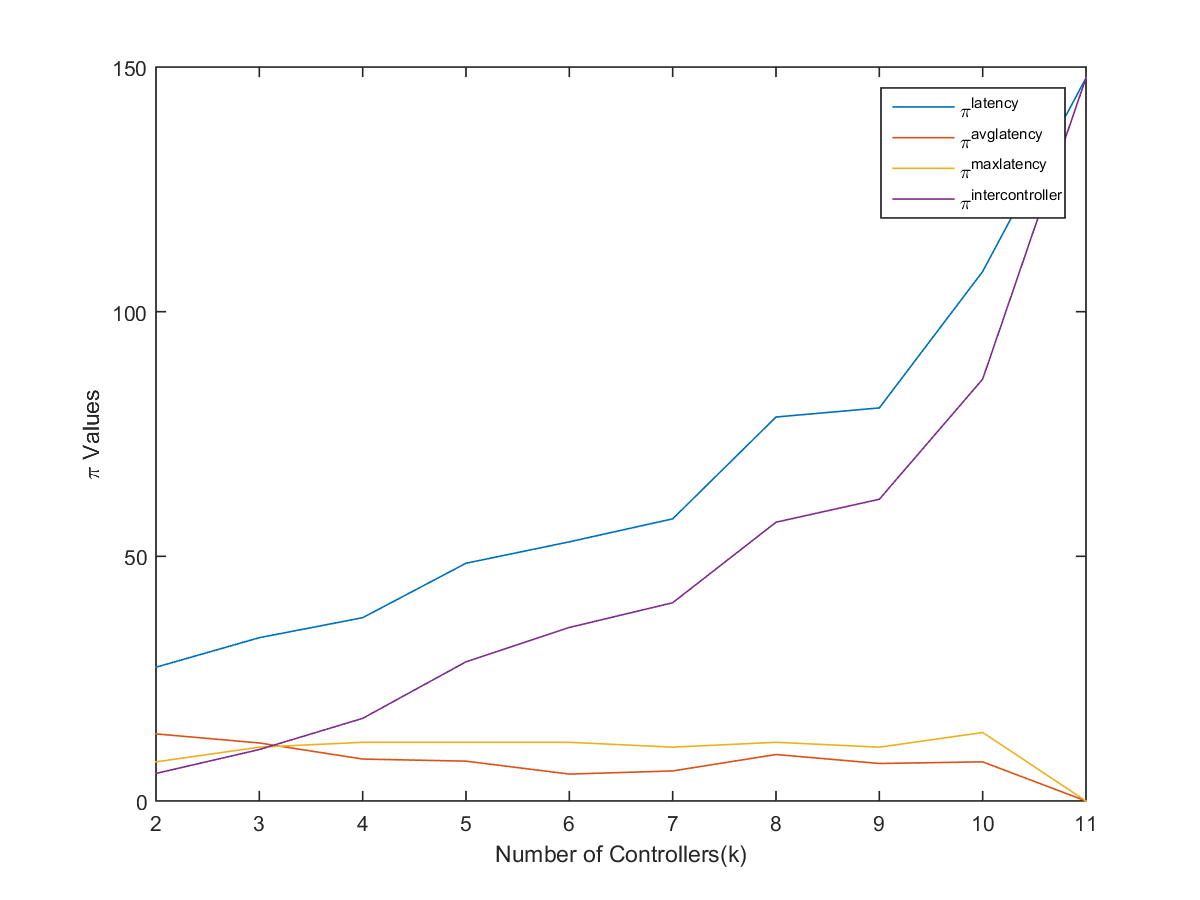 150
100
50
0
π Values
2 3 4 5 6 7 8 9 10 11
Number of Controllers(k)
π^latency
π^avglatency
π^maxlatency
π^intercontroller